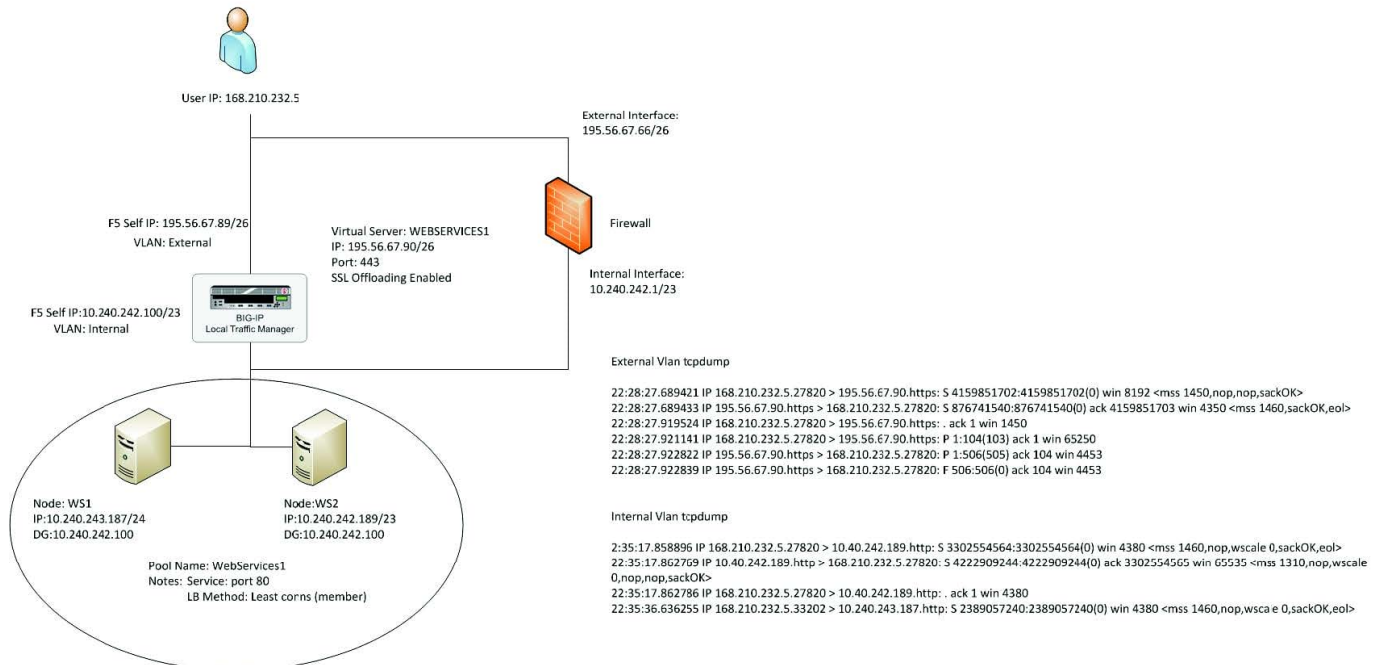 User IP: 168.210.232.5
External Interface:
195.56.67.66/26
F5 Self IP: 195.56.67.89/26
VLAN: External
Virtual Server: WEBSERVICES1
IP: 195.56.67.90/26
Port: 443
SSL Offloading Enabled
Firewall
Internal Interface:
10.240.242.1/23
F5 Self IP:10.240.242.100/23
VLAN: Internal
BIG-IP
Local Traffic Manager
External Vlan tcpdump
22:28:27.689421 IP 168.210.232.5.27820 > 195.56.67.90.https: S 4159851702:4159851702(0) win 8192 <mss 1450,nop,nop,sackOK>
22:28:27.689433 IP 195.56.67.90.https > 168.210.232.5.27820: S 876741540:876741540(0) ack 4159851703 win 4350 <mss 1460,sackOK,eol>
22:28:27.919524 IP 168.210.232.5.27820 > 195.56.67.90.https: . ack 1 win 1450
22:28:27.921141 IP 168.210.232.5.27820 > 195.56.67.90.https: P 1:104(103) ack 1 win 65250
22:28:27.922822 IP 195.56.67.90.https > 168.210.232.5.27820: P 1:506(505) ack 104 win 4453
22:28:27.922839 IP 195.56.67.90.https > 168.210.232.5.27820: F 506:506(0) ack 104 win 4453
Node: WS1
IP:10.240.243.187/24
DG:10.240.242.100
Node:WS2
IP:10.240.242.189/23
DG:10.240.242.100
Pool Name: WebServices1
Notes: Service: port 80
LB Method: Least corns (member)
Internal Vlan tcpdump
2:35:17.858896 IP 168.210.232.5.27820 > 10.40.242.189.http: S 3302554564:3302554564(0) win 4380 <mss 1460,nop,wscale 0,sackOK,eol>
22:35:17.862769 IP 10.40.242.189.http > 168.210.232.5.27820: S 4222909244:4222909244(0) ack 3302554565 win 65535 <mss 1310,nop,wscale
0,nop,nop,sackOK>
22:35:17.862786 IP 168.210.232.5.27820 > 10.40.242.189.http: . ack 1 win 4380
22:35:36.636255 IP 168.210.232.5.33202 > 10.240.243.187.http: S 2389057240:2389057240(0) win 4380 <mss 1460,nop,wscale 0,sackOK,eol>